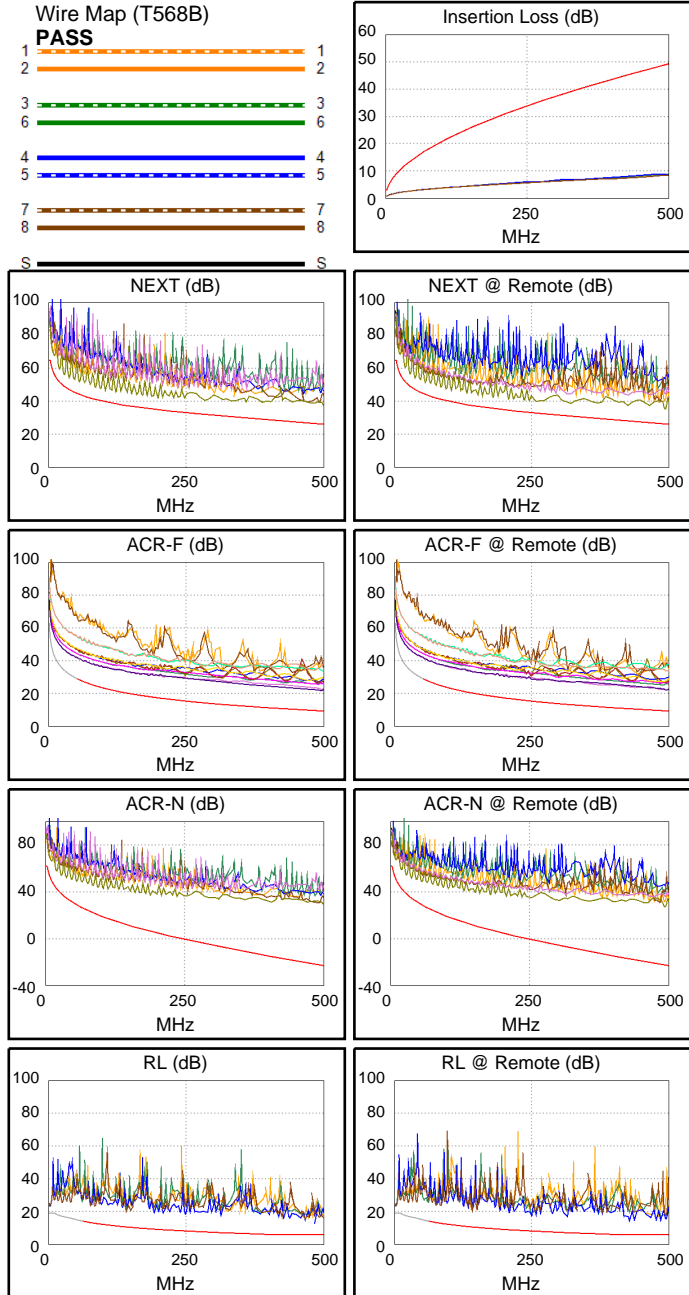 Wire Map (T568B)
PASS
1 1
2 2
3 3
6 6
4 4
5 5
7 7
8 8
S S
Insertion Loss (dB)
60
50
40
30
20
10
0
0 250 500
MHz
NEXT (dB)
100
80
60
40
20
0
0 250 500
MHz
NEXT @ Remote (dB)
100
80
60
40
20
0
0 250 500
MHz
ACR-F (dB)
100
80
60
40
20
0
0 250 500
MHz
ACR-F @ Remote (dB)
100
80
60
40
20
0
0 250 500
MHz
ACR-N (dB)
80
40
0
-40
0 250 500
MHz
ACR-N @ Remote (dB)
80
40
0
-40
0 250 500
MHz
RL (dB)
100
80
60
40
20
0
0 250 500
MHz
RL @ Remote (dB)
100
80
60
40
20
0
0 250 500
MHz